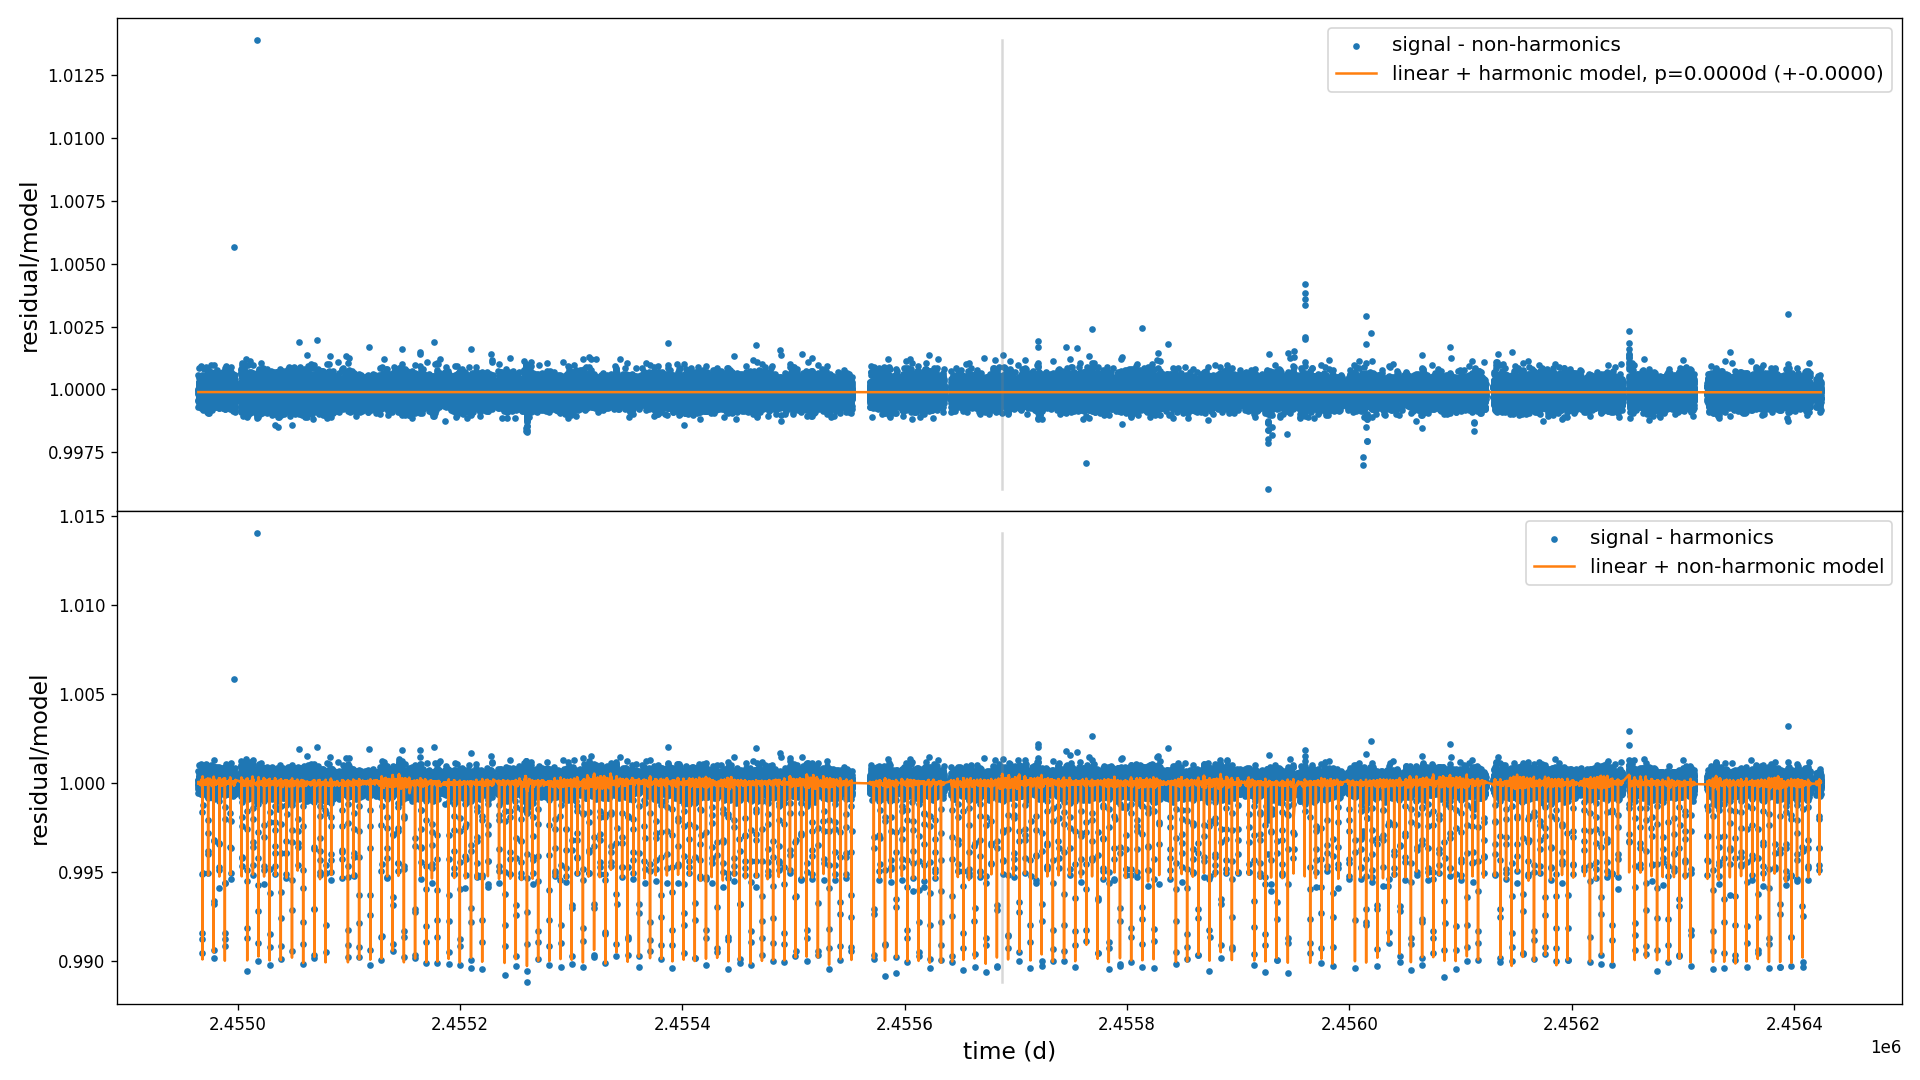 signal - non-harmonics
linear + harmonic model, p=0.0000d (+-0.0000)
residual/model
1.0125
1.0100
1.0075
1.0050
1.0025
1.0000
0.9975
signal - harmonics
linear + non-harmonic model
residual/model
1.015
1.010
1.005
1.000
0.995
0.990
2.4550 2.4552 2.4554 2.4556 2.4558 2.4560 2.4562 2.4564
time (d)
1e6